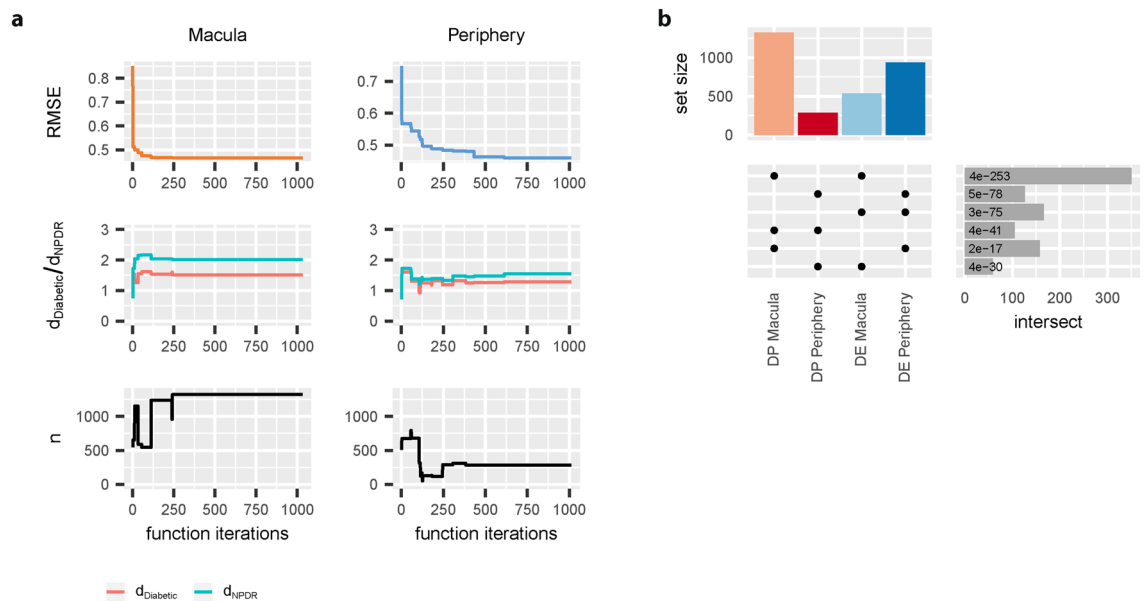 a
Macula
Periphery
RMSE
0.8
0.7
0.6
0.5
0 250 500 750 1000
0.7
0.6
0.5
0 250 500 750 1000
dDiabetic/dNPDR
3
2
1
0
0 250 500 750 1000
3
2
1
0
0 250 500 750 1000
n
1000
500
0
0 250 500 750 1000
function iterations
1000
500
0
0 250 500 750 1000
function iterations
dDiabetic dNPDR
b
set size
1000
500
0
4e−253
5e−78
3e−75
4e−41
2e−17
4e−30
0 100 200 300
intersect
DP Macula
DP Periphery
DE Macula
DE Periphery